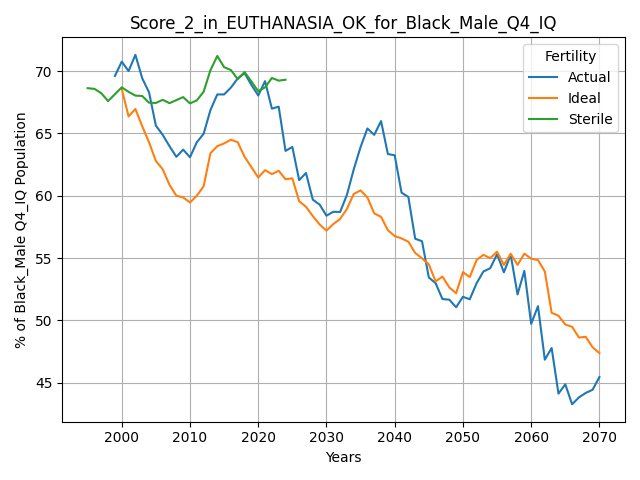 Score_2_in_EUTHANASIA_OK_for_Black_Male_Q4_IQ
% of Black_Male Q4_IQ Population
70
65
60
55
50
45
Fertility
Actual
Ideal
Sterile
2000 2010 2020 2030 2040 2050 2060 2070
Years